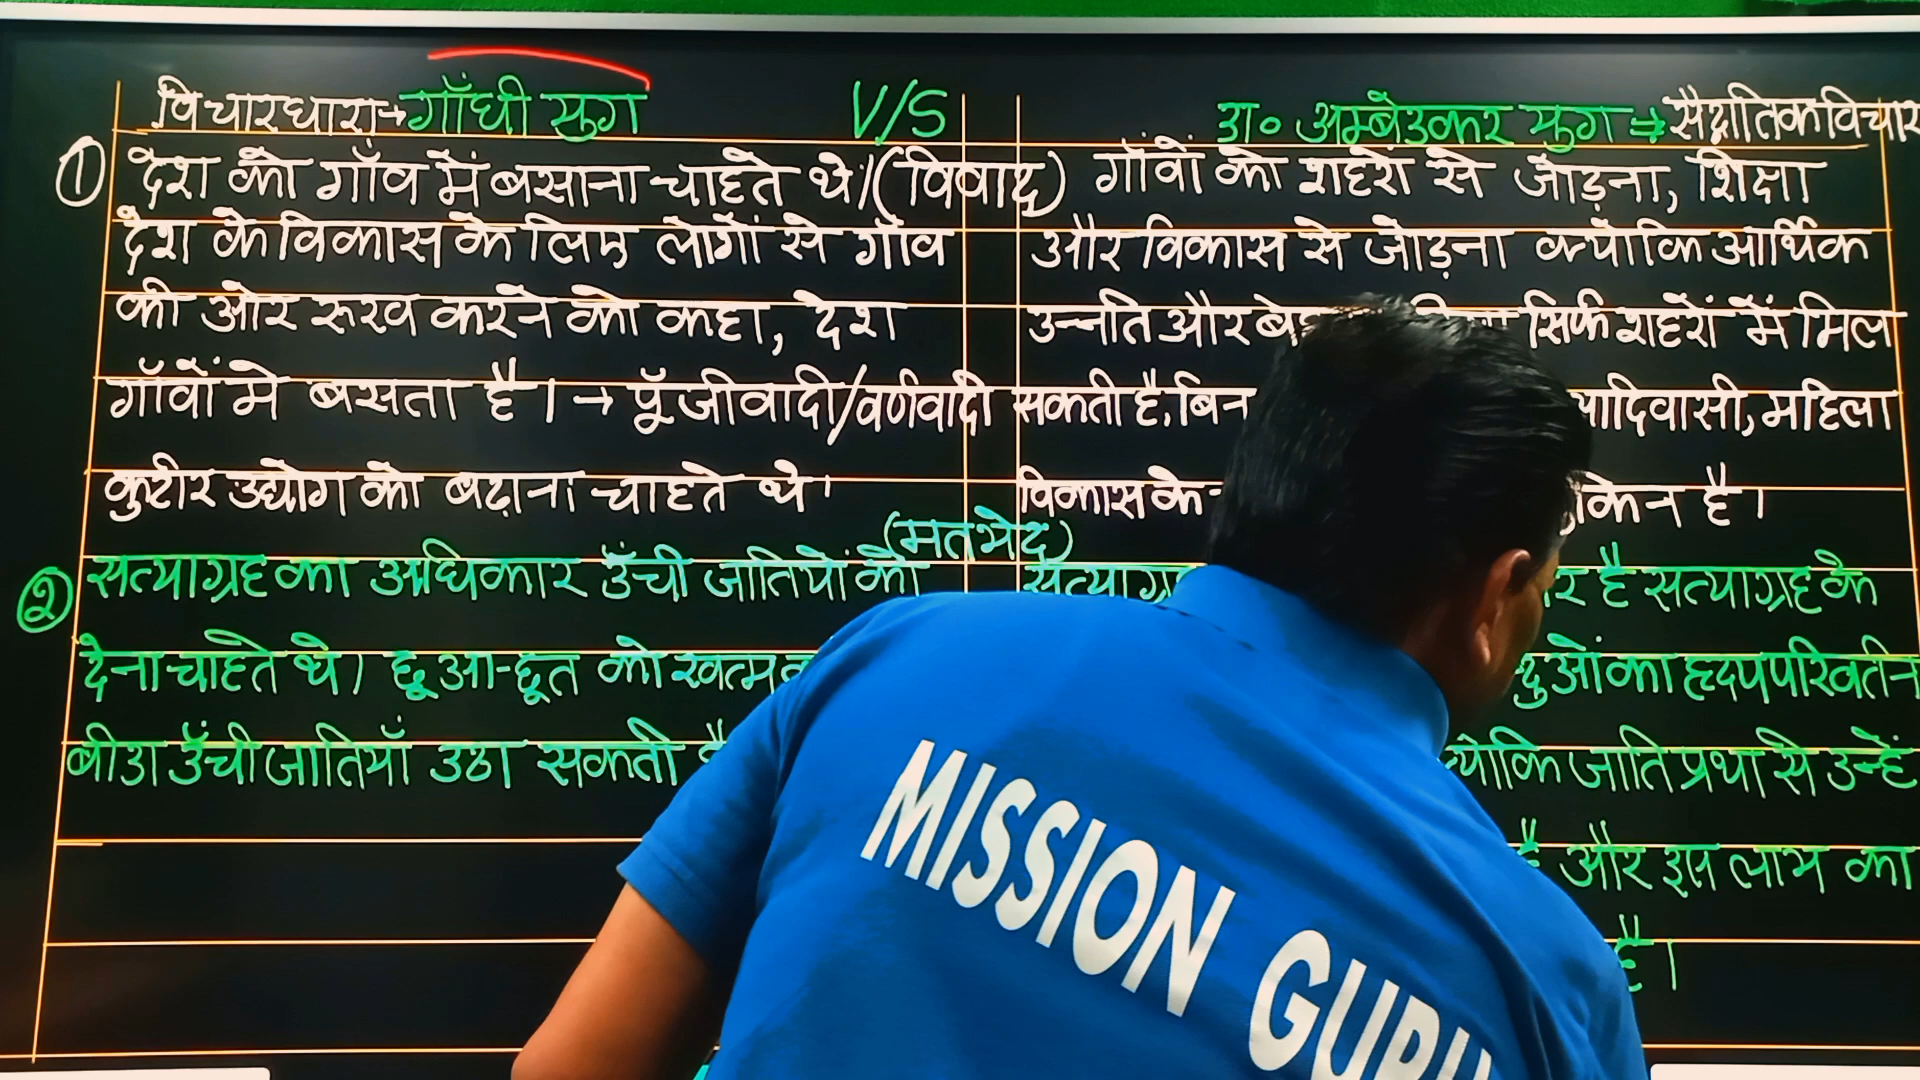 विचारधारा→गाँधी युग V/S डा० अम्बेडकर युग ⇒ सैद्धांतिक विचार
① देश को गाँव में बसाना चाहते थे।(विवाद) गाँवों को शहरों से जोड़ना, शिक्षा
देश के विकास के लिए लोगों से गाँव और विकास से जोड़ना क्योंकि आर्थिक
की ओर रूख करने को कहा, देश उन्नति और सिर्फ शहरों में मिल
गाँवों में बसता है। → पूँजीवादी/वर्णवादी सकती है, बिन आदिवासी, महिला
कुटीर उद्योग को बढ़ाना चाहते थे। विकास के है।
(मतभेद)
② सत्याग्रह का अधिकार ऊँची जातियों को है सत्याग्रह के
देना चाहते थे। छूआ-छूत को खत्म का हृदय परिवर्तन
बीडा ऊँची जातियाँ उठा सकती क्योकि जाति प्रथा से उन्हें
है और इस लाभ का
है।
MISSION GURU